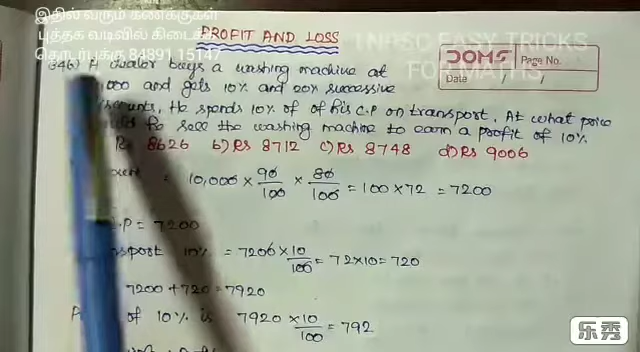 இதில் வரும் கணக்குகள்
புத்தக வடிவில் கிடைக்
தொடர்புக்கு 84891 15147
PROFIT AND LOSS
TNPSC EASY TRICKS
FOR MATHS
DOMS Page No.
Date / /
346) A dealer buys a washing machine at
,000 and gets 10% and 20% successive
discounts. He spends 10% of of his C.P on transport. At what price
he sell the washing machine to earn a profit of 10%
Rs 8626 b) Rs 8712 c) Rs 8748 d) Rs 9006
= 10,000 × 90/100 × 80/100 = 100 × 72 = 7200
.P = 7200
nsport 10% = 7200 × 10/100 = 72 × 10 = 720
7200 + 720 = 7920
of 10% is 7920 × 10/100 = 792
乐秀